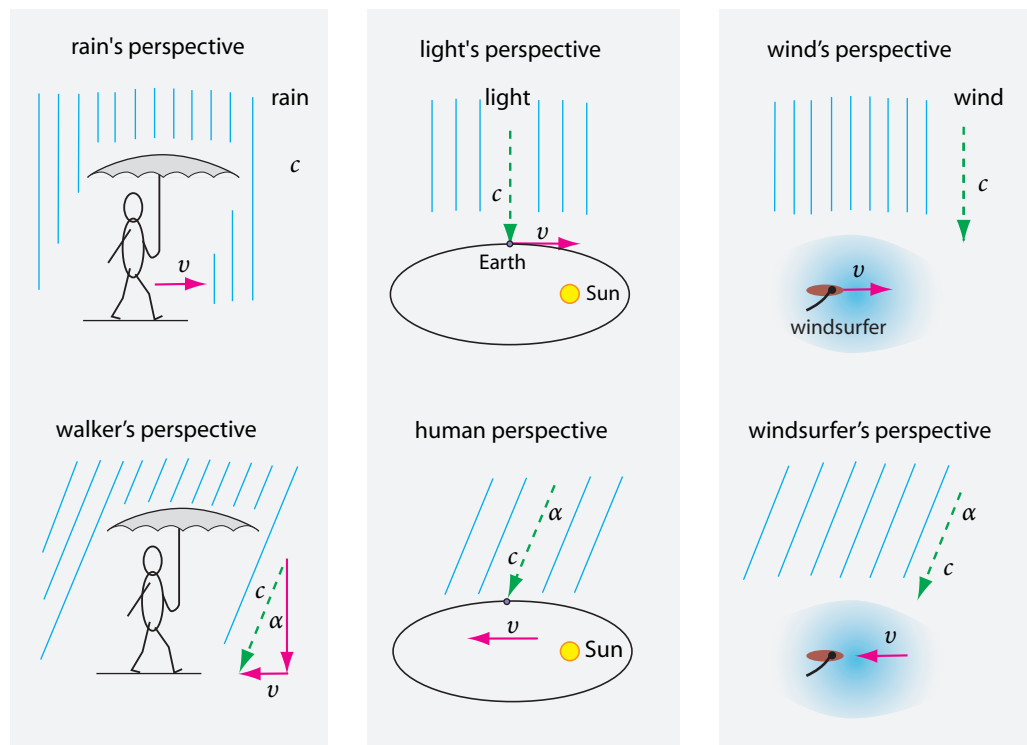 rain's perspective
rain
c
v
light's perspective
light
c
v
Earth
Sun
wind's perspective
wind
c
v
windsurfer
walker's perspective
c
α
v
human perspective
α
c
v
Sun
windsurfer's perspective
α
c
v